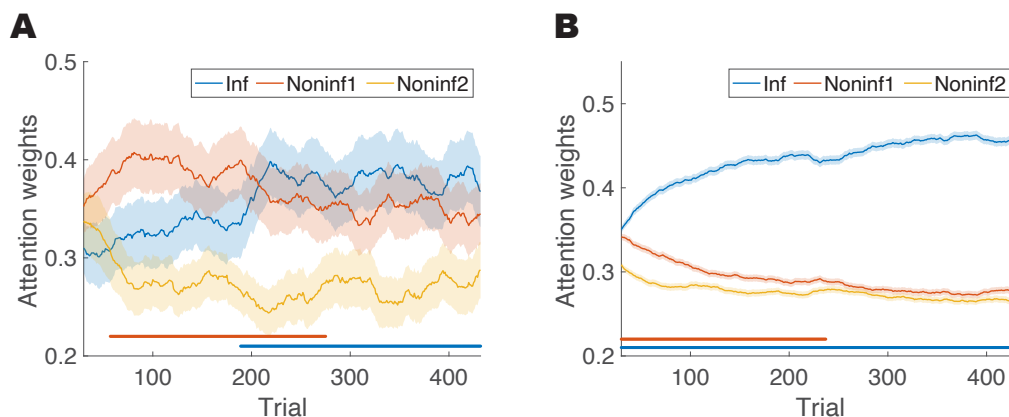 A
Attention weights
0.5
0.4
0.3
0.2
Inf Noninf1 Noninf2
100 200 300 400
Trial
B
Attention weights
0.5
0.4
0.3
0.2
Inf Noninf1 Noninf2
100 200 300 400
Trial